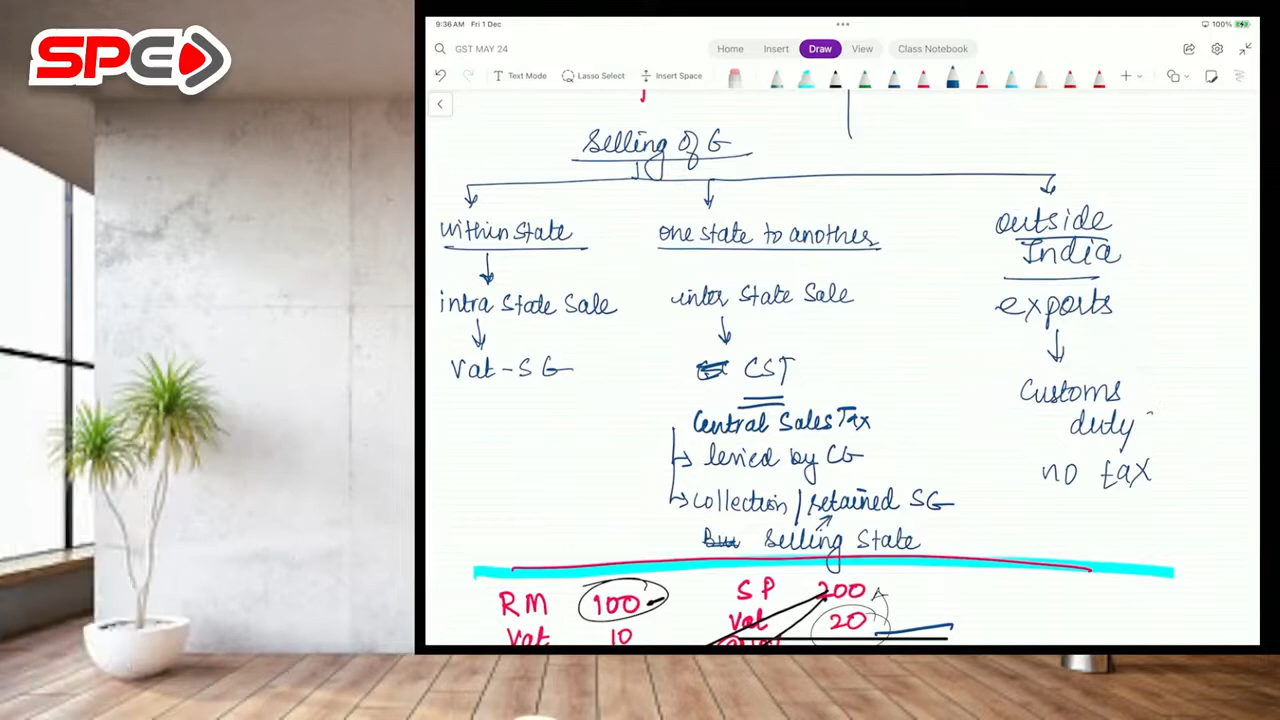 SPED
9:36 AM Fri 1 Dec
100%
GST MAY 24
Home Insert Draw View Class Notebook
Text Mode Lasso Select Insert Space
Selling of G
within state one state to another outside India
intra State Sale inter State Sale exports
Vat - SG CST Customs duty
Central Sales Tax no tax
levied by CG
collection / retained SG
Selling State
RM 100 SP 200
Vat 10 Vat 20